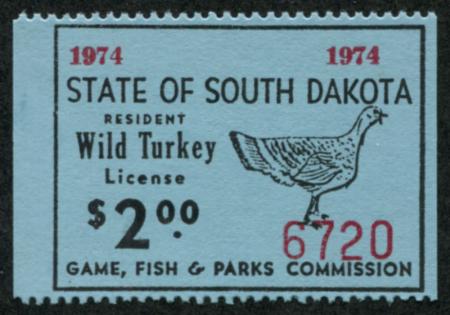 1974 1974
STATE OF SOUTH DAKOTA
RESIDENT
Wild Turkey
License
$2.00
6720
GAME, FISH & PARKS COMMISSION